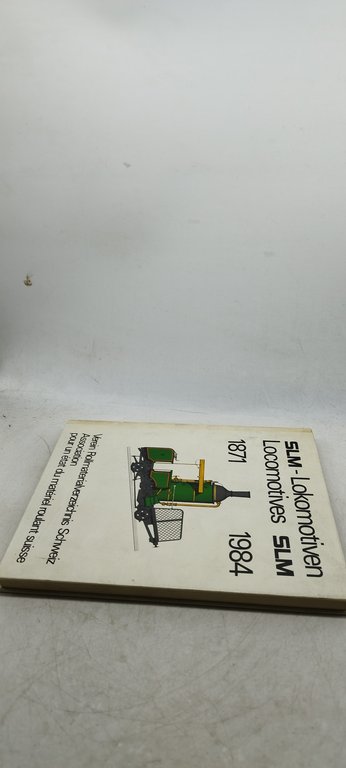 SLM - Lokomotiven
Locomotives SLM
1871 1984
Verein Rollmaterialverzeichnis Schweiz
Association
pour un état du matériel roulant suisse